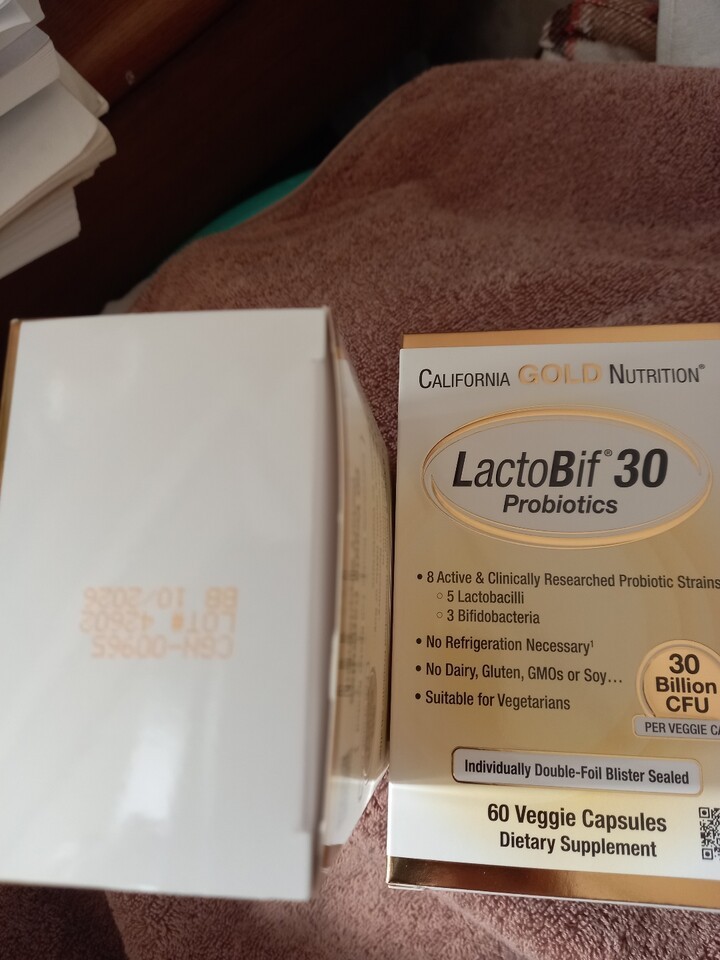 CGN-00965
LOT# 42602
BB 10/2026
CALIFORNIA GOLD NUTRITION®
LactoBif® 30
Probiotics
• 8 Active & Clinically Researched Probiotic Strains
○ 5 Lactobacilli
○ 3 Bifidobacteria
• No Refrigeration Necessary¹
• No Dairy, Gluten, GMOs or Soy...
• Suitable for Vegetarians
30
Billion
CFU
PER VEGGIE CA
Individually Double-Foil Blister Sealed
60 Veggie Capsules
Dietary Supplement